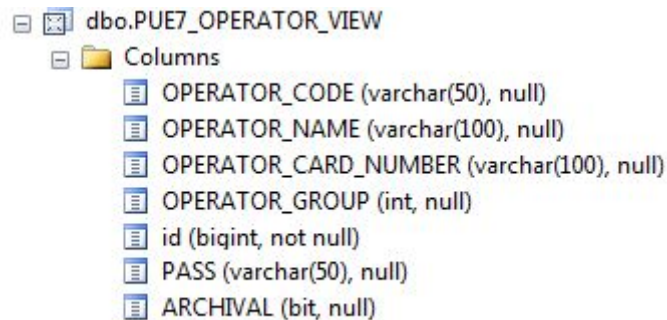 dbo.PUE7_OPERATOR_VIEW
Columns
OPERATOR_CODE (varchar(50), null)
OPERATOR_NAME (varchar(100), null)
OPERATOR_CARD_NUMBER (varchar(100), null)
OPERATOR_GROUP (int, null)
id (bigint, not null)
PASS (varchar(50), null)
ARCHIVAL (bit, null)